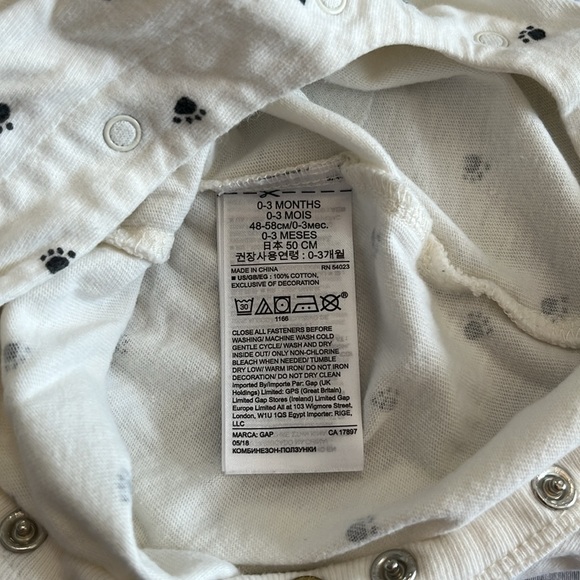 0-3 MONTHS
0-3 MOIS
48-58см/0-3мес.
0-3 MESES
日本 50 CM
권장사용연령 : 0-3개월
MADE IN CHINA RN 54023
■ US/GB/EG : 100% COTTON,
EXCLUSIVE OF DECORATION
30
1166
CLOSE ALL FASTENERS BEFORE
WASHING/ MACHINE WASH COLD
GENTLE CYCLE/ WASH AND DRY
INSIDE OUT/ ONLY NON-CHLORINE
BLEACH WHEN NEEDED/ TUMBLE
DRY LOW/ WARM IRON/ DO NOT IRON
DECORATION/ DO NOT DRY CLEAN
Imported By/Importe Par: Gap (UK
Holdings) Limited: GPS (Great Britain)
Limited Gap Stores (Ireland) Limited Gap
Europe Limited All at 103 Wigmore Street,
London, W1U 1QS Egypt Importer: RIGE,
LLC
MARCA: GAP CA 17897
05/18
КОМБИНЕЗОН-ПОЛЗУНКИ